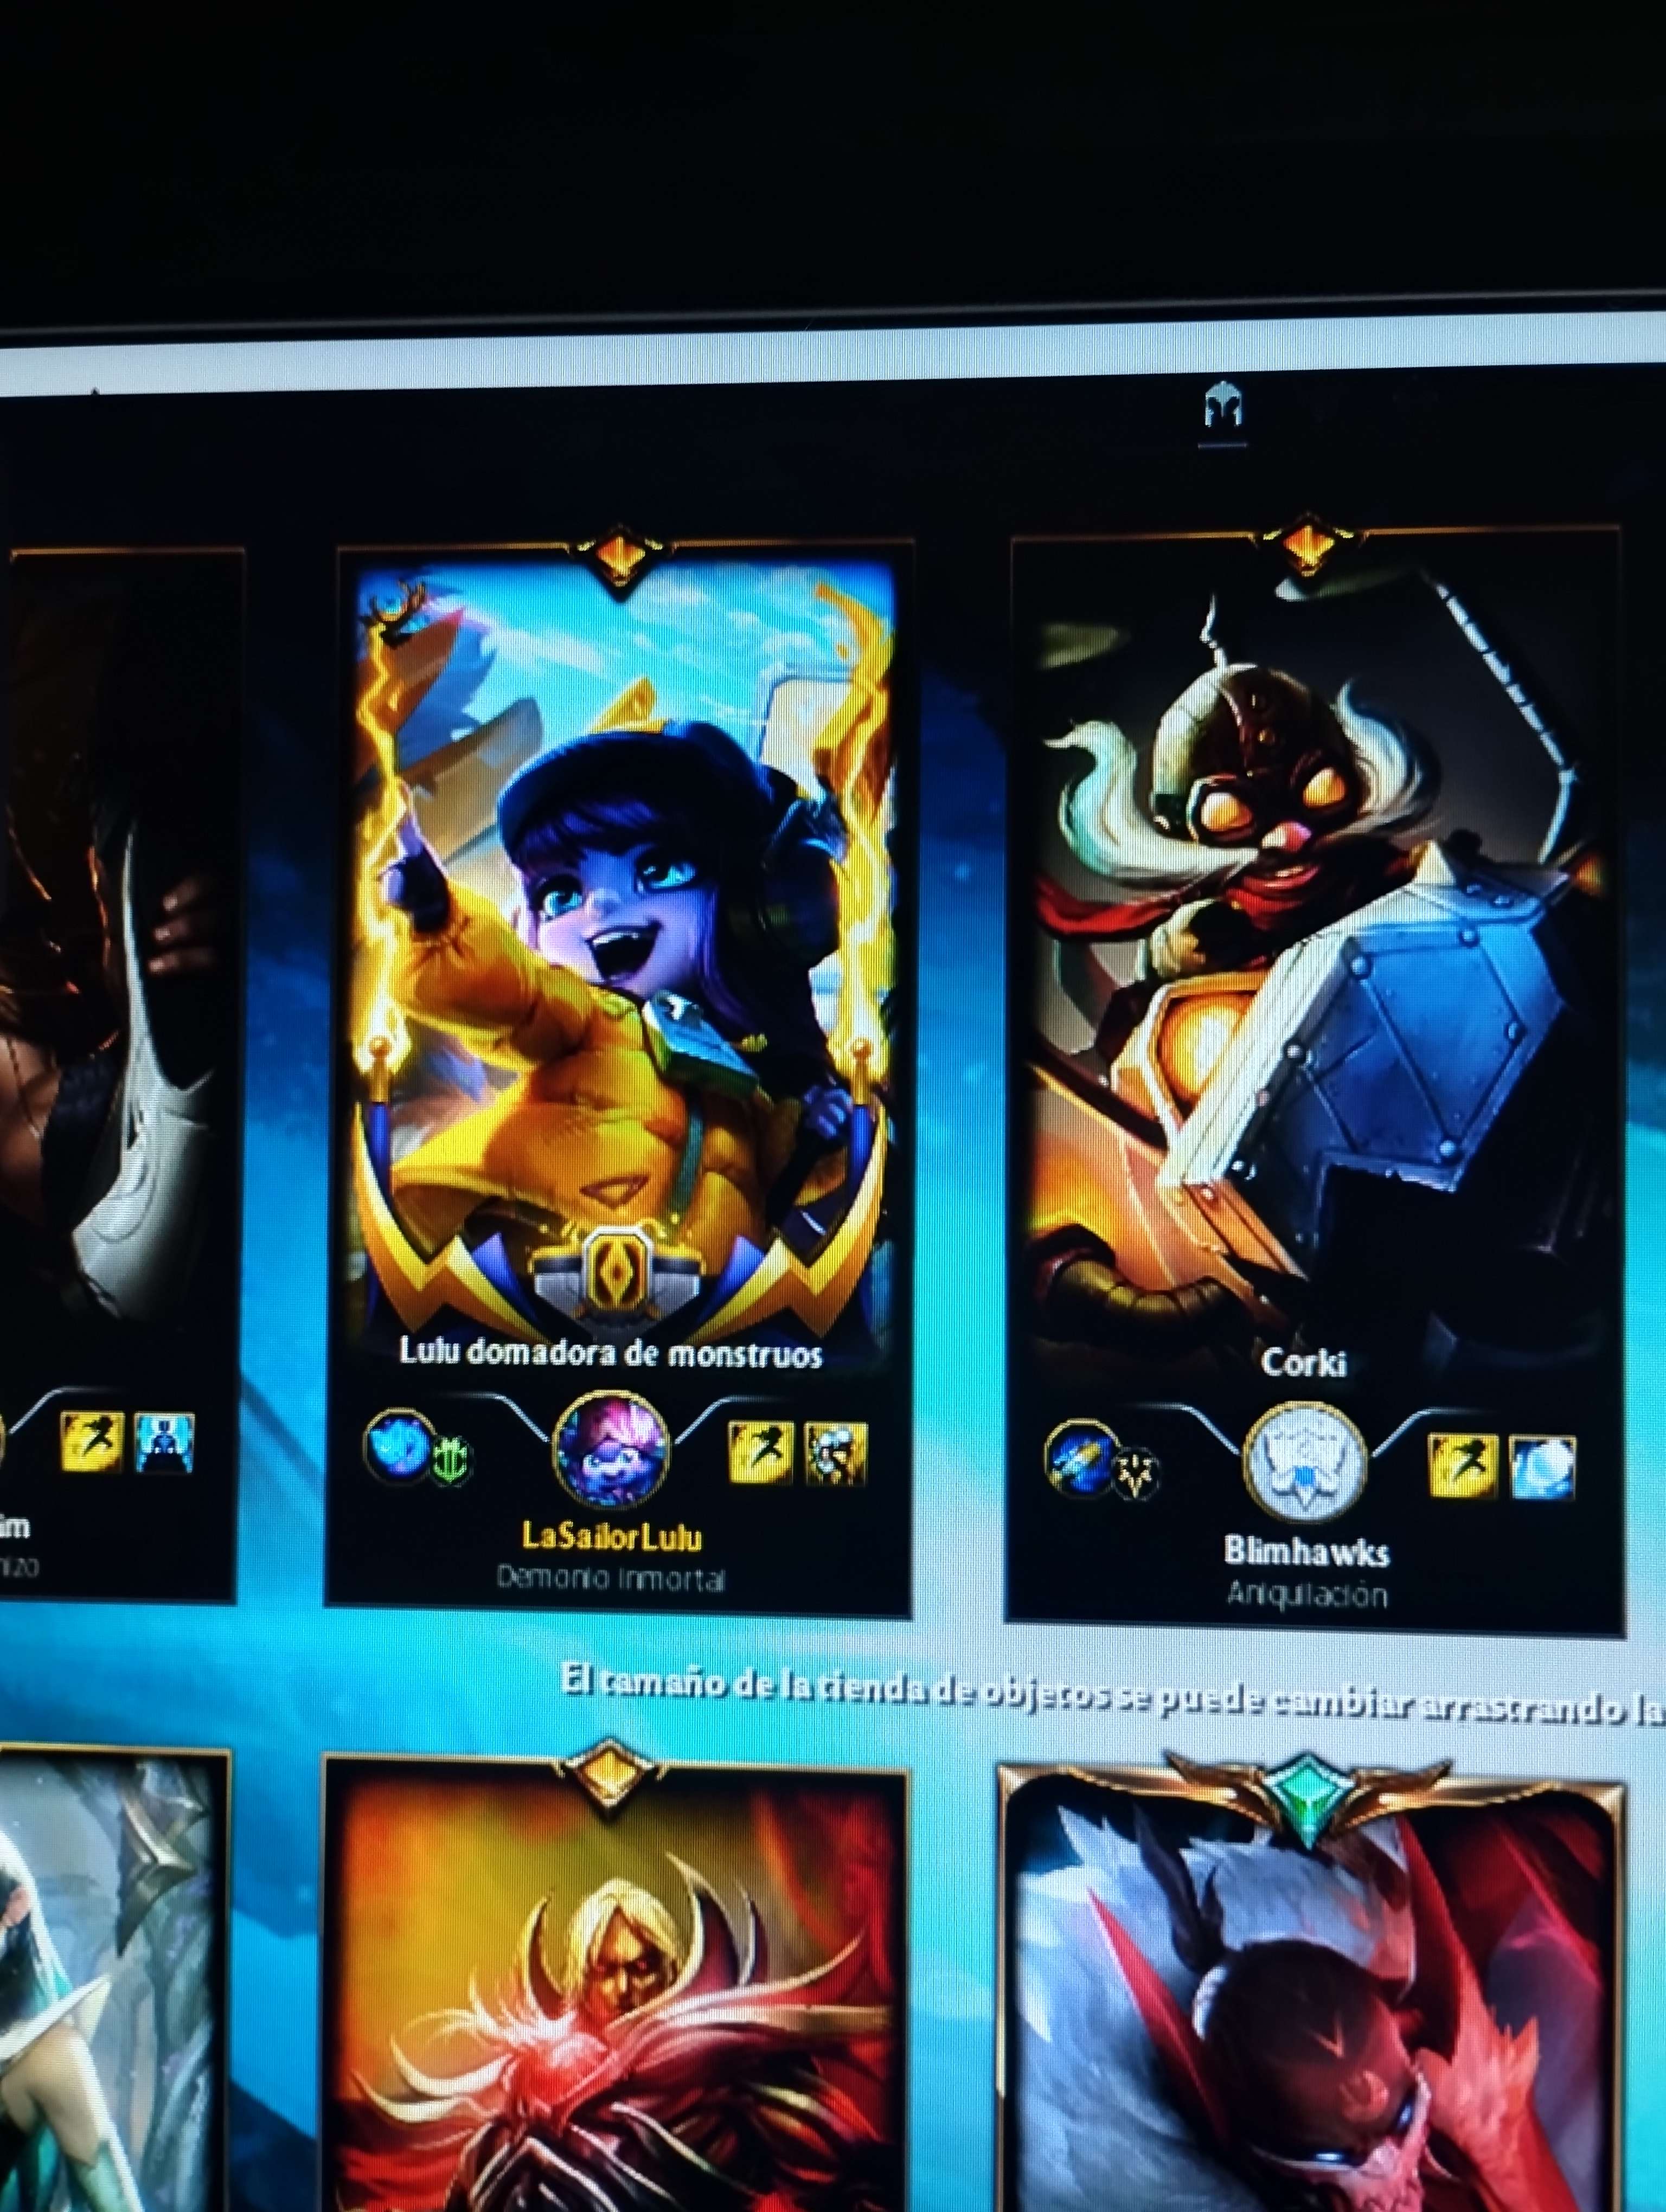 Lulu domadora de monstruos
Corki
im
LaSailorLulu
Blimhawks
nizo
Demonio Inmortal
Aniquilación
El tamaño de la tienda de objetos se puede cambiar arrastrando la